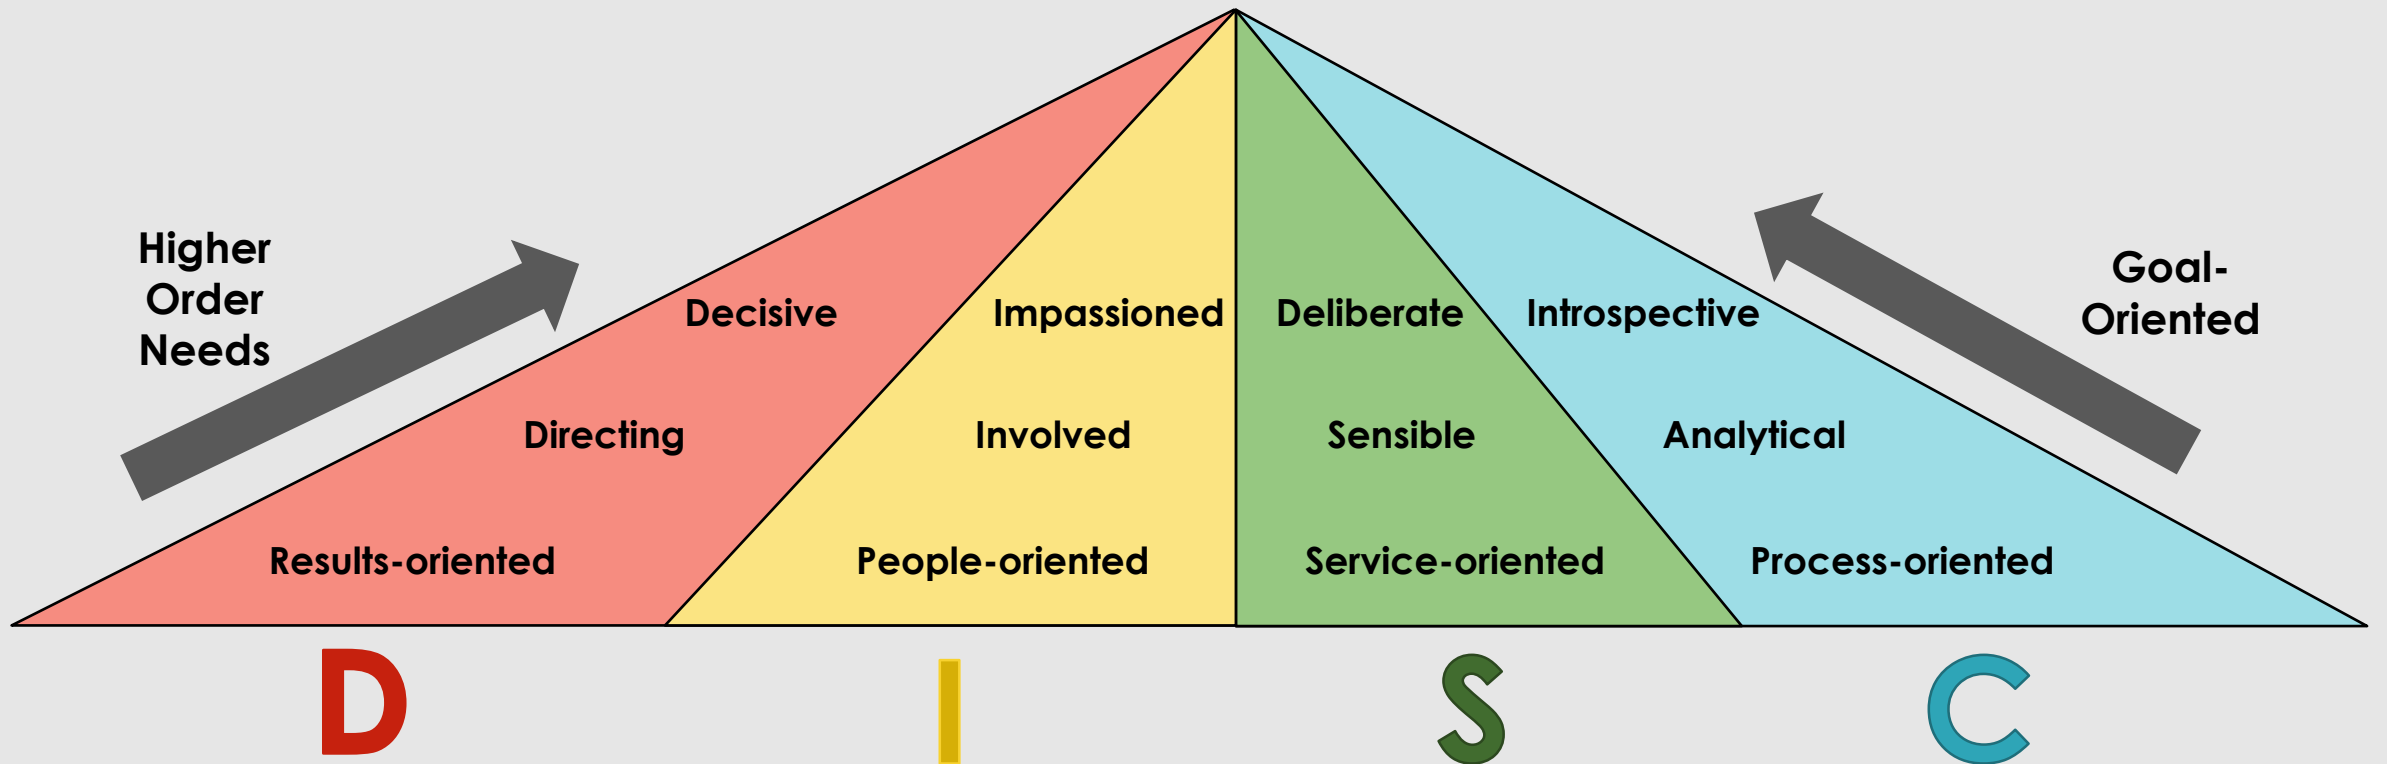 Higher
Order
Needs
Goal-
Oriented
Decisive
Impassioned
Deliberate
Introspective
Directing
Involved
Sensible
Analytical
Results-oriented
People-oriented
Service-oriented
Process-oriented
D
I
S
C